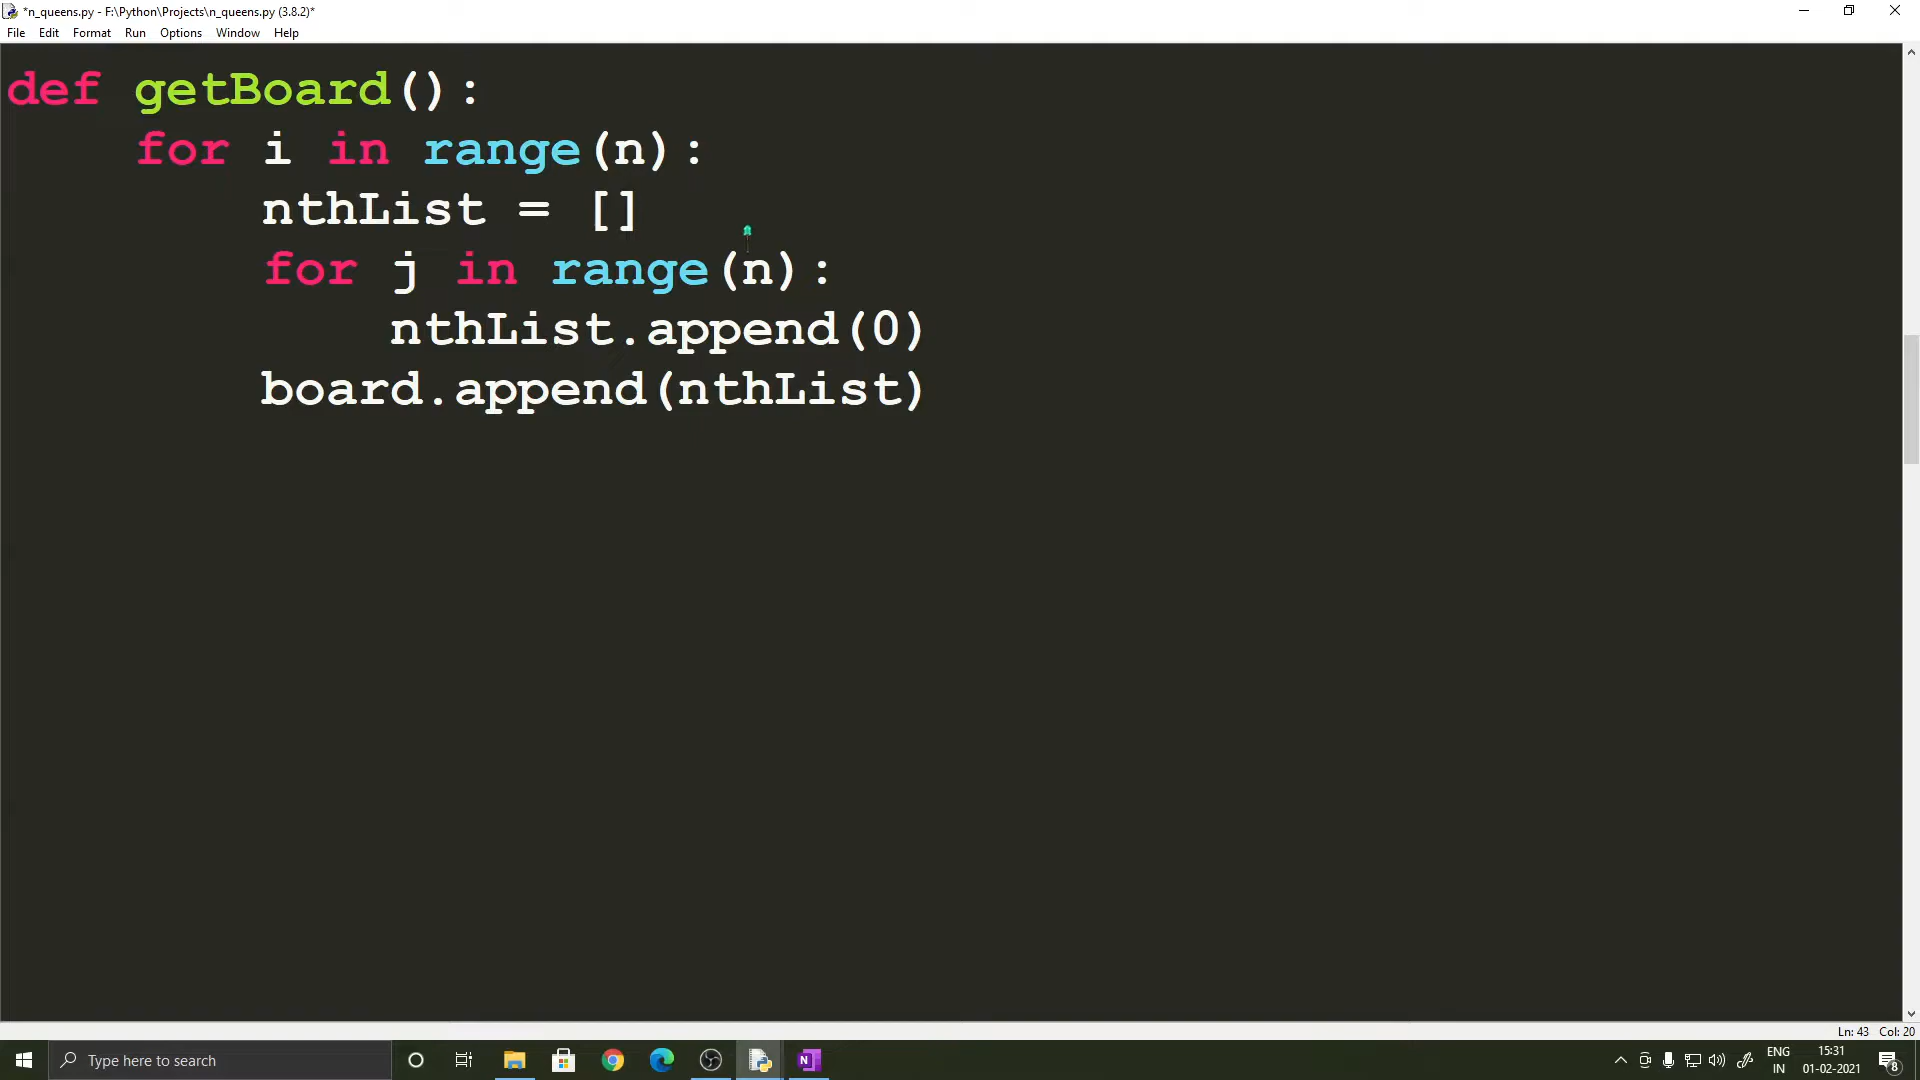 *n_queens.py - F:\Python\Projects\n_queens.py (3.8.2)*
File Edit Format Run Options Window Help
def getBoard():
    for i in range(n):
        nthList = []
        for j in range(n):
            nthList.append(0)
        board.append(nthList)
Ln: 43 Col: 20
Type here to search
N
ENG
IN
15:31
01-02-2021
8